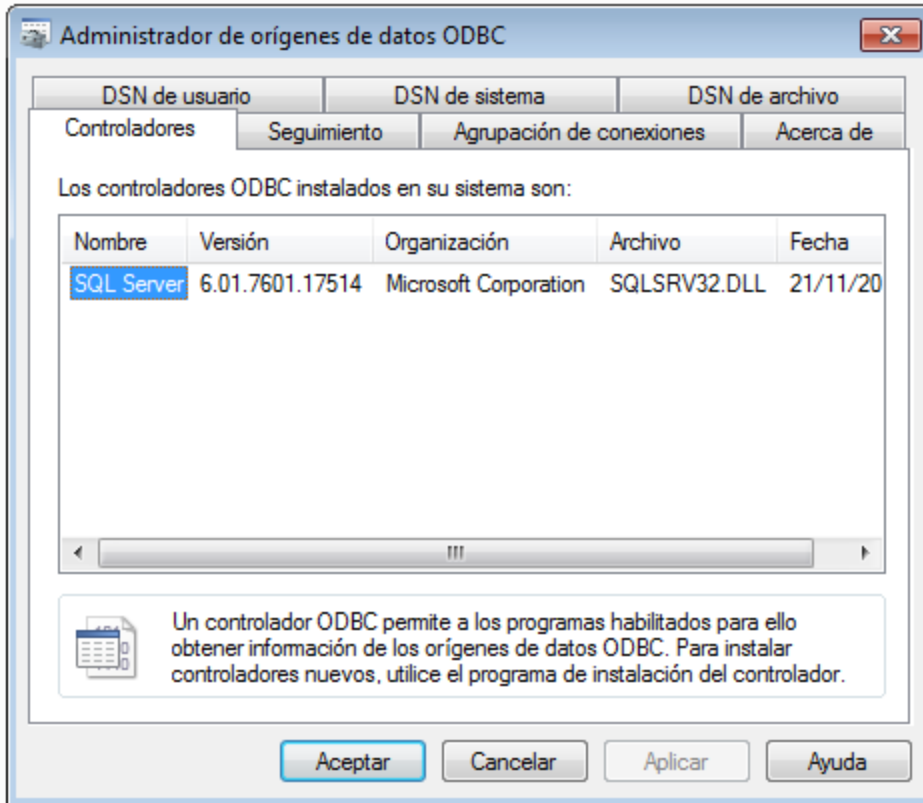 Administrador de orígenes de datos ODBC
DSN de usuario DSN de sistema DSN de archivo
Controladores Seguimiento Agrupación de conexiones Acerca de
Los controladores ODBC instalados en su sistema son:
Nombre Versión Organización Archivo Fecha
SQL Server 6.01.7601.17514 Microsoft Corporation SQLSRV32.DLL 21/11/20
Un controlador ODBC permite a los programas habilitados para ello
obtener información de los orígenes de datos ODBC. Para instalar
controladores nuevos, utilice el programa de instalación del controlador.
Aceptar Cancelar Aplicar Ayuda